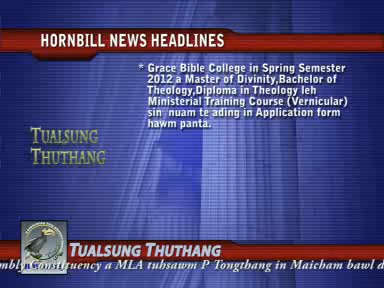 HORNBILL NEWS HEADLINES
* Grace Bible College in Spring Semester
2012 a Master of Divinity,Bachelor of
Theology,Diploma in Theology leh
Ministerial Training Course (Vernicular)
sin nuam te ading in Application form
hawm panta.
TUALSUNG
THUTHANG
TUALSUNG THUTHANG
mbly Constituency a MLA tuhsawm P Tongthang in Maicham bawl d